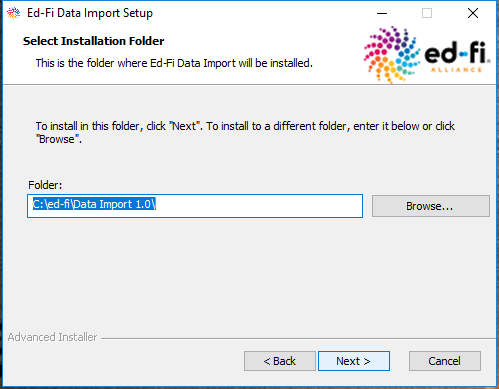 Ed-Fi Data Import Setup
Select Installation Folder
This is the folder where Ed-Fi Data Import will be installed.
ed-fi
ALLIANCE
To install in this folder, click "Next". To install to a different folder, enter it below or click
"Browse".
Folder:
C:\ed-fi\Data Import 1.0\
Browse...
Advanced Installer
< Back
Next >
Cancel